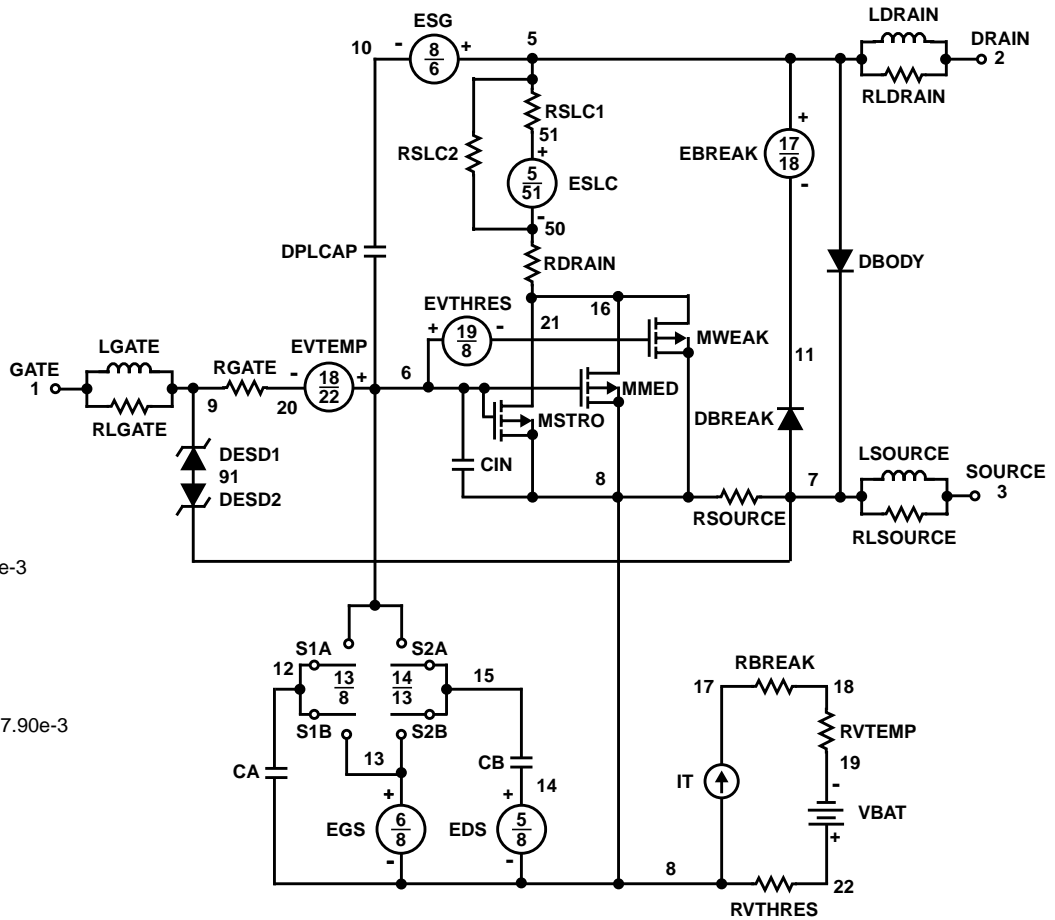 ESG
10 - 8/6 + 5
LDRAIN
DRAIN
2
RLDRAIN
RSLC1
51
RSLC2
+
5/51
ESLC
-
50
+
EBREAK
17/18
-
DPLCAP
RDRAIN
DBODY
EVTHRES
+ 19/8 -
21
16
MWEAK
11
LGATE
GATE
1
RGATE
EVTEMP
- 18/22 +
6
9
20
RLGATE
MMED
MSTRO
DBREAK
DESD1
91
DESD2
CIN
8
RSOURCE
7
LSOURCE
SOURCE
3
RLSOURCE
e-3
S1A
S2A
12
13/8
14/13
15
S1B
S2B
13
7.90e-3
CA
CB
14
+
EGS
6/8
-
+
EDS
5/8
-
RBREAK
17
18
RVTEMP
19
IT
-
VBAT
+
8
22
RVTHRES